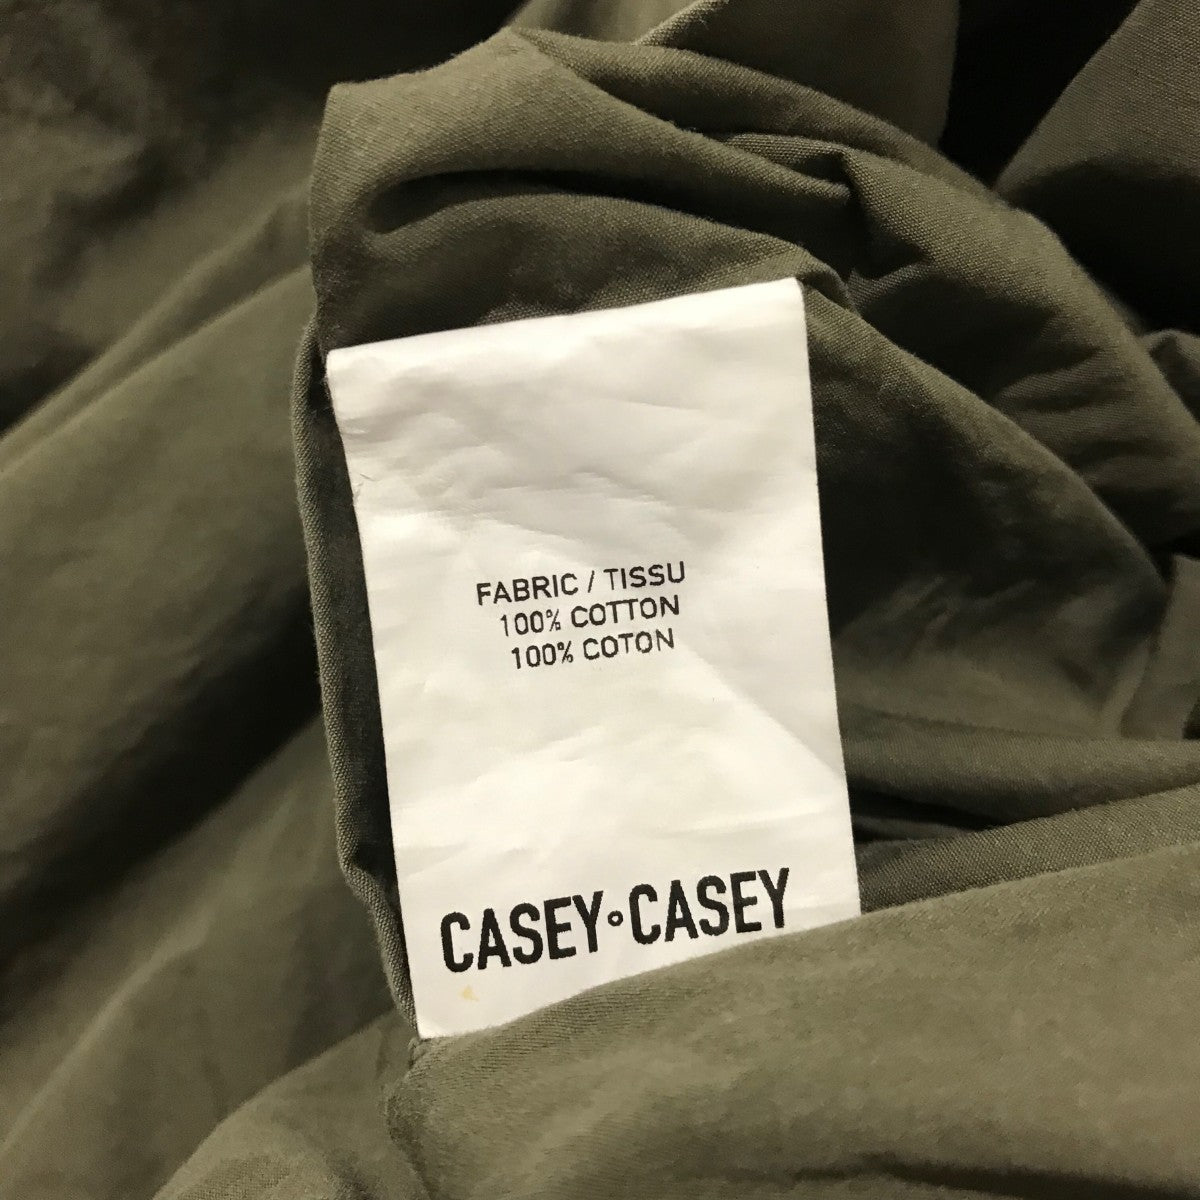 FABRIC / TISSU
100% COTTON
100% COTON
CASEY°CASEY